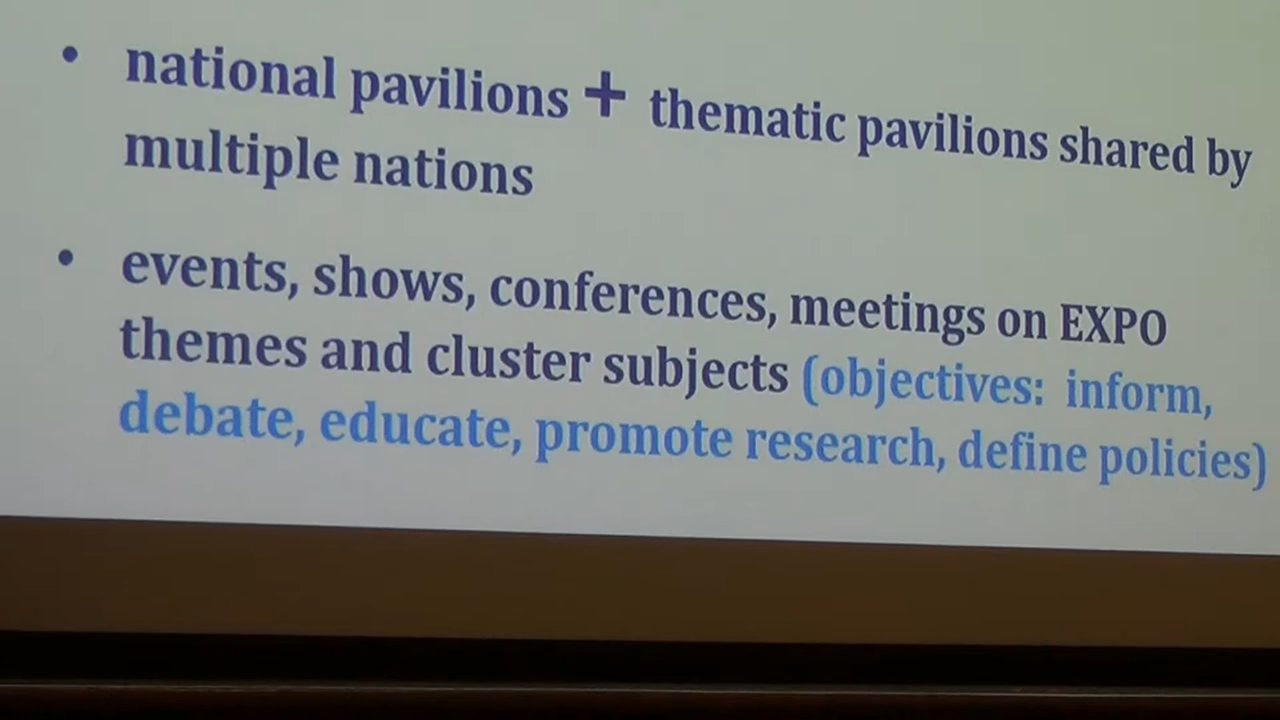 • national pavilions + thematic pavilions shared by
multiple nations
• events, shows, conferences, meetings on EXPO
themes and cluster subjects (objectives: inform,
debate, educate, promote research, define policies)